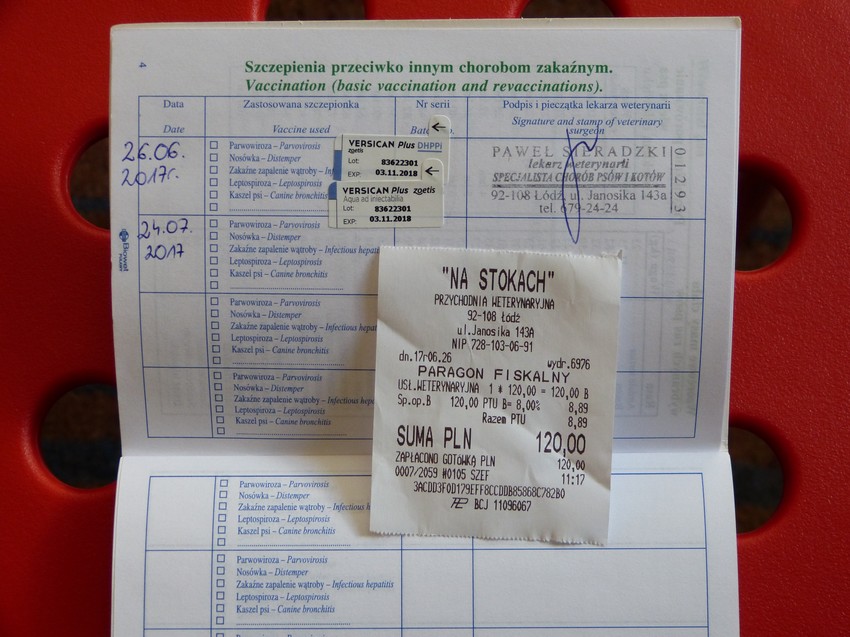 4
Szczepienia przeciwko innym chorobom zakaźnym.
Vaccination (basic vaccination and revaccinations).
Data Zastosowana szczepionka Nr serii Podpis i pieczątka lekarza weterynarii
Date Vaccine used Batch no. Signature and stamp of veterinary surgeon
26.06.
2017r.
Parwowiroza – Parvovirosis
Nosówka – Distemper
Zakaźne zapalenie wątroby – Inf
Leptospiroza – Leptospirosis
Kaszel psi – Canine bronchitis
VERSICAN Plus DHPPi
zoetis
Lot: 83622301
EXP: 03.11.2018
VERSICAN Plus zoetis
Aqua ad iniectabilia
Lot: 83622301
EXP: 03.11.2018
PAWEŁ SIERADZKI
lekarz weterynarii
SPECJALISTA CHORÓB PSÓW I KOTÓW
92-108 Łódź, ul. Janosika 143a
tel. 679-24-24
01293
24.07.
2017
Parwowiroza – Parvovirosis
Nosówka – Distemper
Zakaźne zapalenie wątroby – Infectious hepatitis
Leptospiroza – Leptospirosis
Kaszel psi – Canine bronchitis
Biowet
Parwowiroza – Parvovirosis
Nosówka – Distemper
Zakaźne zapalenie wątroby – Infectious hepat
Leptospiroza – Leptospirosis
Kaszel psi – Canine bronchitis
Parwowiroza – Parvovirosis
Nosówka – Distemper
Zakaźne zapalenie wątroby – Infectious hep
Leptospiroza – Leptospirosis
Kaszel psi – Canine bronchitis
"NA STOKACH"
PRZYCHODNIA WETERYNARYJNA
92-108 Łódź
ul.Janosika 143A
NIP 728-103-06-91
dn.17-06.26 wydr.6976
PARAGON FISKALNY
USŁ.WETERYNARYJNA 1 * 120,00 = 120,00 B
Sp.op.B 120,00 PTU B= 8,00% 8,89
Razem PTU 8,89
SUMA PLN 120,00
ZAPŁACONO GOTÓWKĄ PLN 120,00
0007/2059 #0105 SZEF 11:17
3ACDD3F0D179EFF8CCDDB85868C782B0
BCJ 11096067
Parwowiroza – Parvovirosis
Nosówka – Distemper
Zakaźne zapalenie wątroby – Infectious h
Leptospiroza – Leptospirosis
Kaszel psi – Canine bronchitis
Parwowiroza – Parvovirosis
Nosówka – Distemper
Zakaźne zapalenie wątroby – Infectious hepatitis
Leptospiroza – Leptospirosis
Kaszel psi – Canine bronchitis
Parwowiroza – Parvovirosis